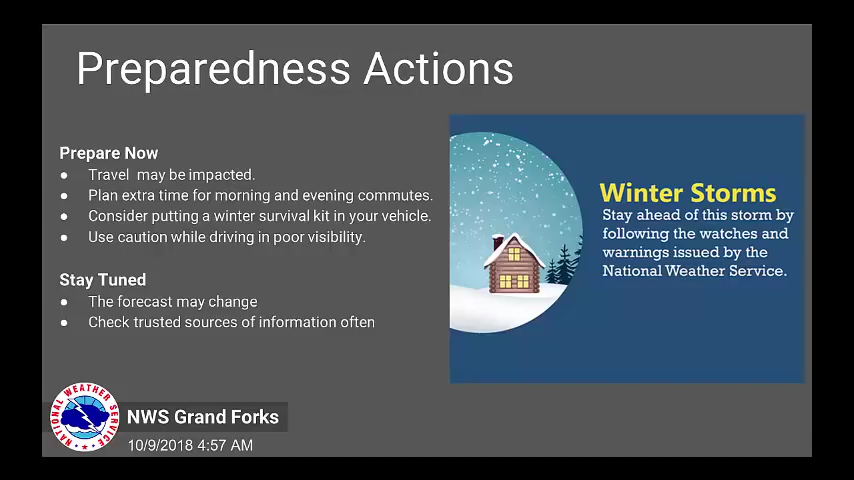 Preparedness Actions
Prepare Now
● Travel  may be impacted.
● Plan extra time for morning and evening commutes.
● Consider putting a winter survival kit in your vehicle.
● Use caution while driving in poor visibility.
Stay Tuned
● The forecast may change
● Check trusted sources of information often
Winter Storms
Stay ahead of this storm by
following the watches and
warnings issued by the
National Weather Service.
NATIONAL WEATHER SERVICE
NWS Grand Forks
10/9/2018 4:57 AM